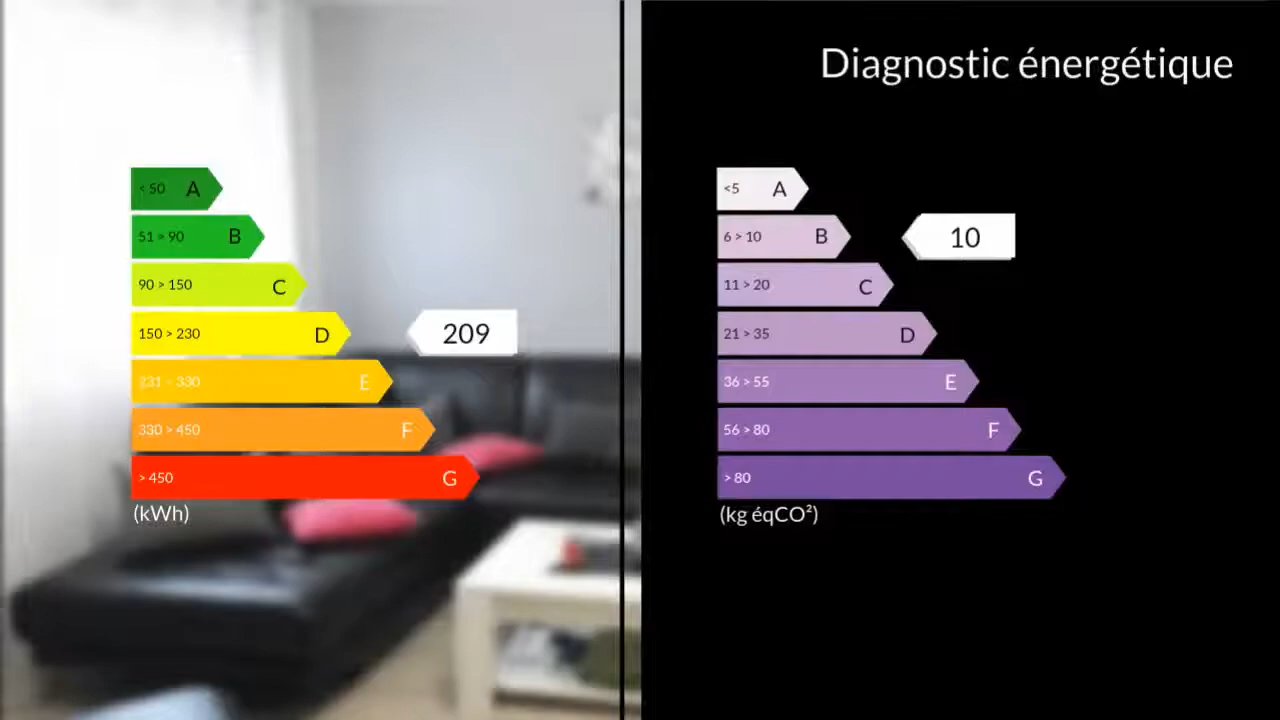 Diagnostic énergétique
< 50 A
51 > 90 B
90 > 150 C
150 > 230 D
209
231 > 330 E
330 > 450 F
> 450 G
(kWh)
<5 A
6 > 10 B
10
11 > 20 C
21 > 35 D
36 > 55 E
56 > 80 F
> 80 G
(kg éqCO²)